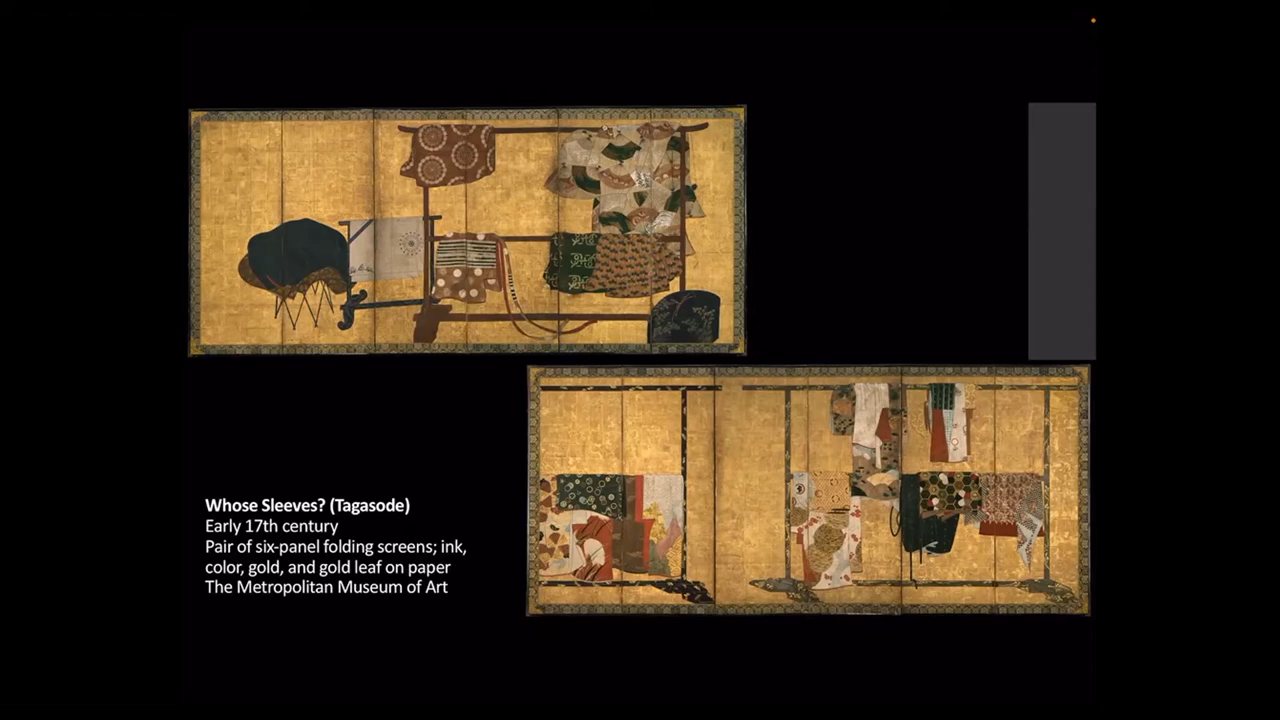 Whose Sleeves? (Tagasode)
Early 17th century
Pair of six-panel folding screens; ink,
color, gold, and gold leaf on paper
The Metropolitan Museum of Art